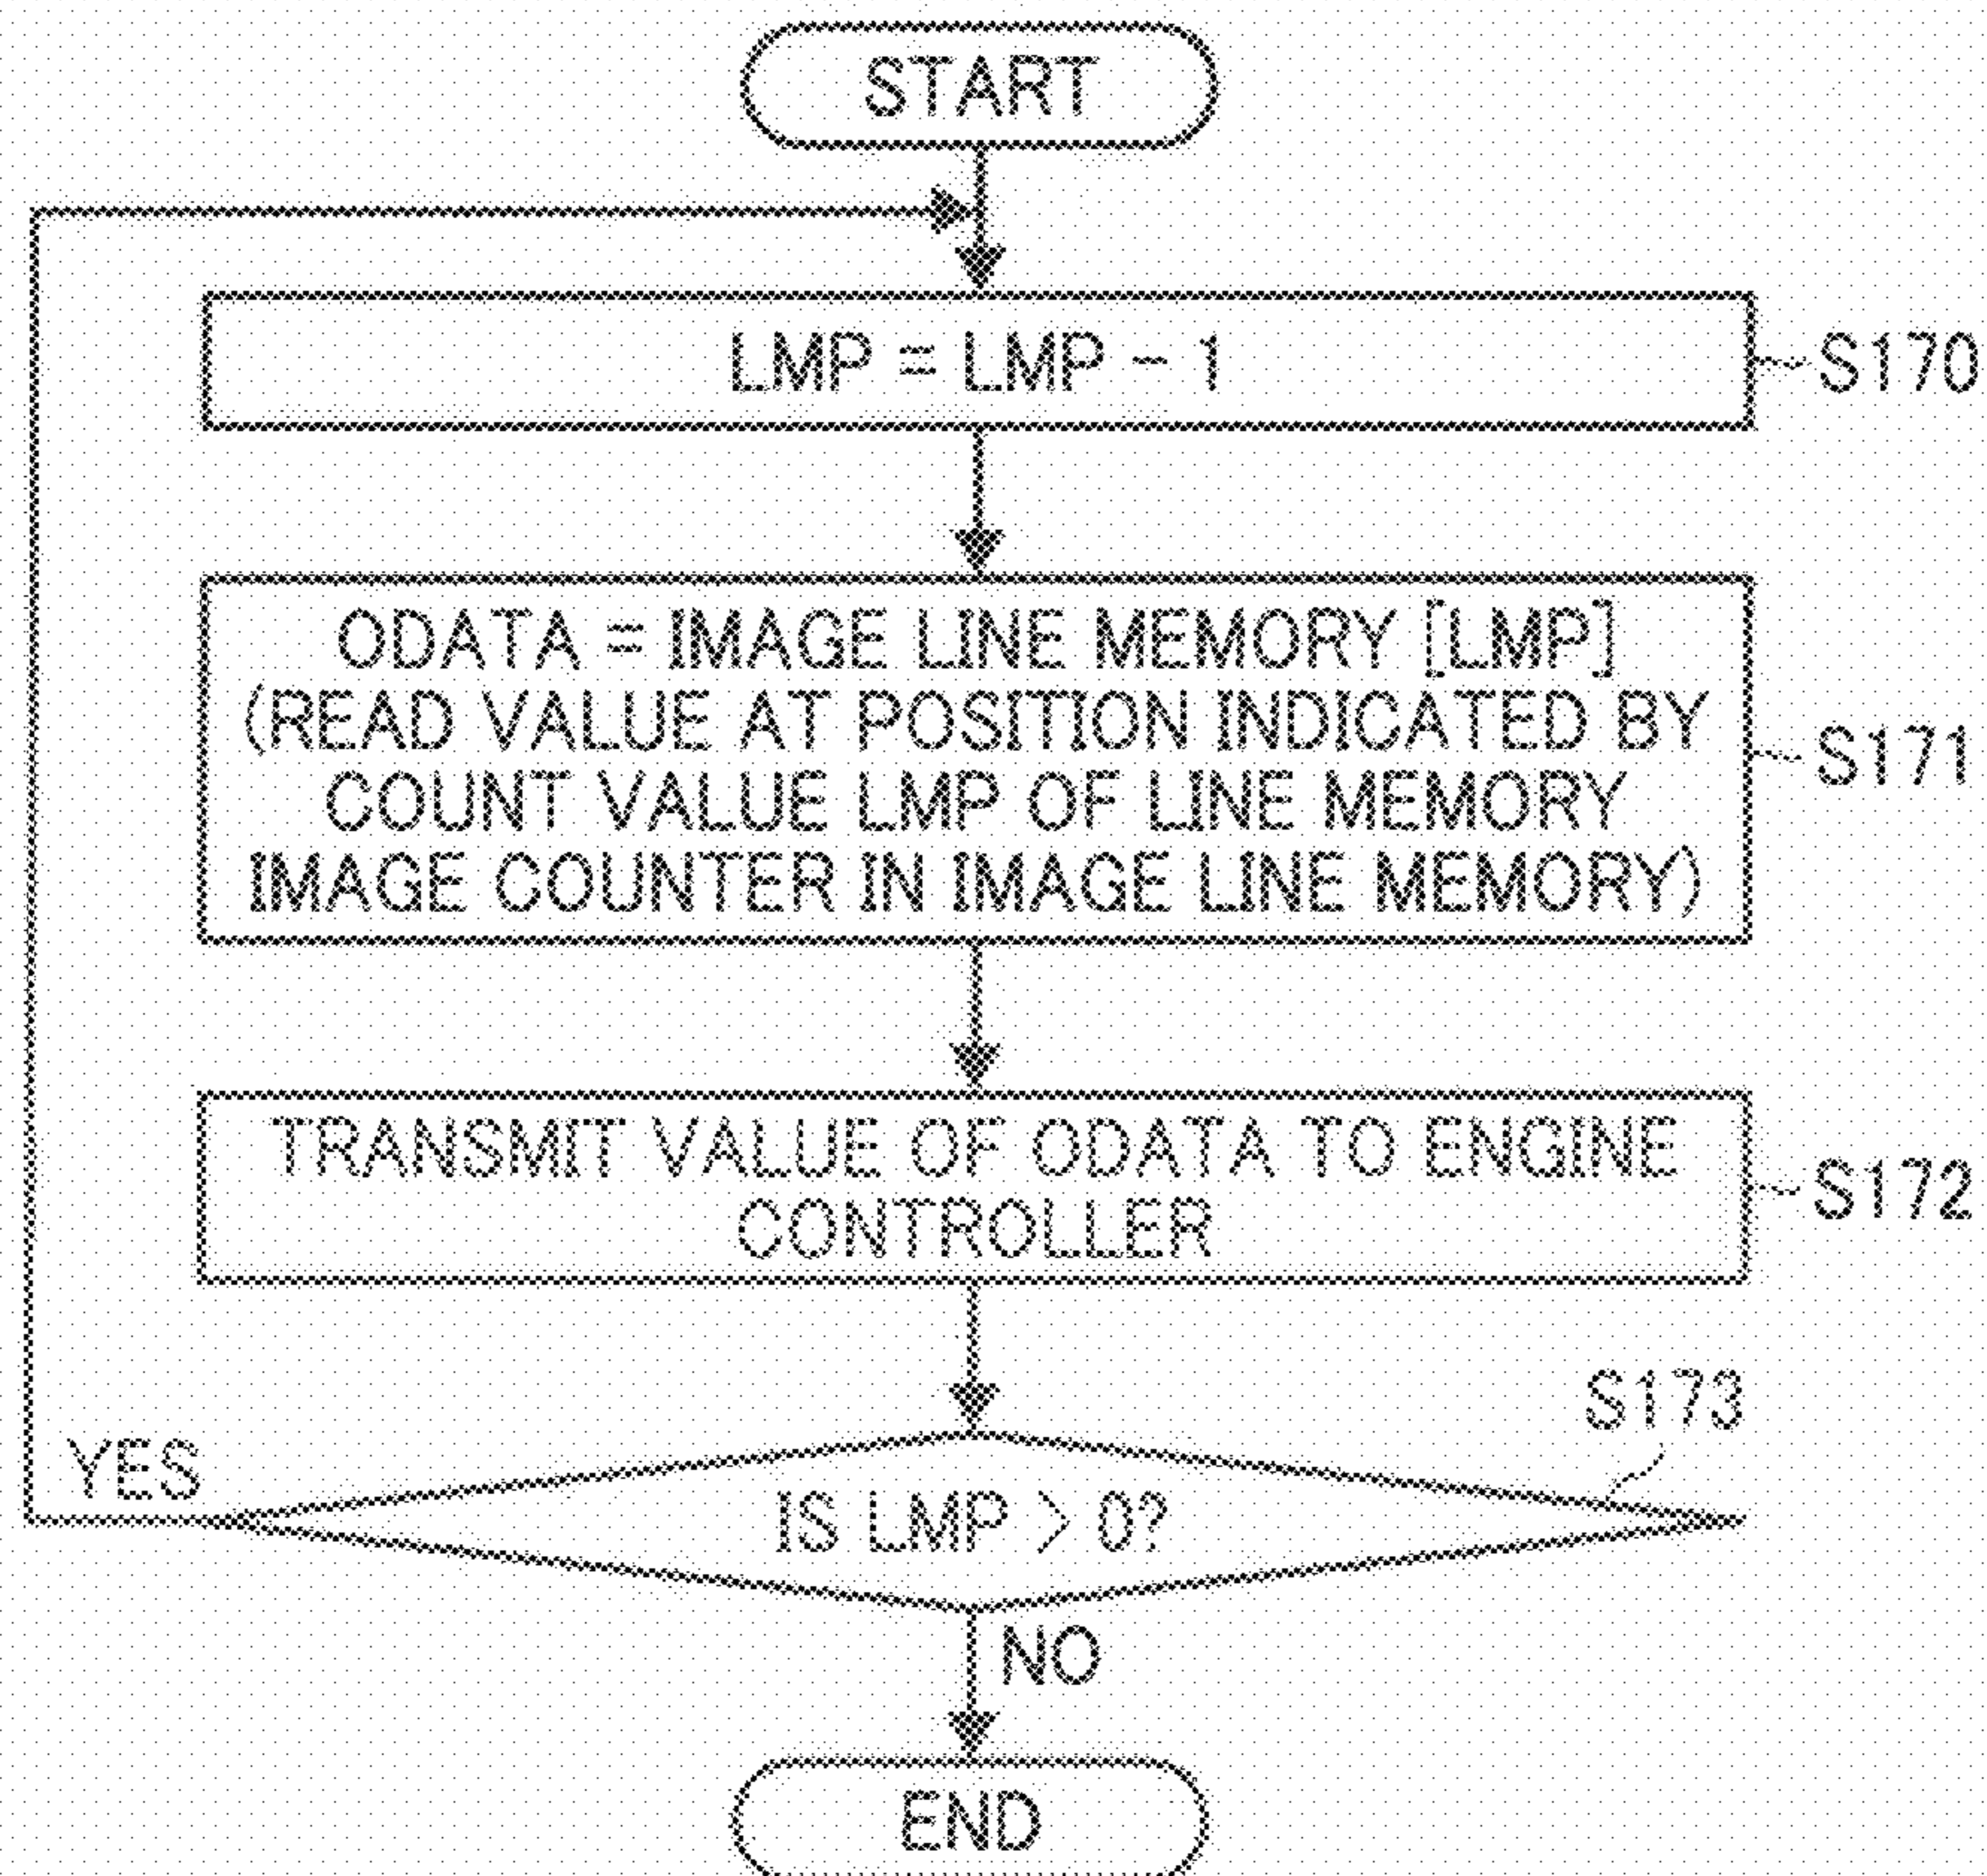 START
LMP = LMP - 1
S170
ODATA = IMAGE LINE MEMORY [LMP]
(READ VALUE AT POSITION INDICATED BY
COUNT VALUE LMP OF LINE MEMORY
IMAGE COUNTER IN IMAGE LINE MEMORY)
S171
TRANSMIT VALUE OF ODATA TO ENGINE
CONTROLLER
S172
S173
YES
IS LMP > 0?
NO
END